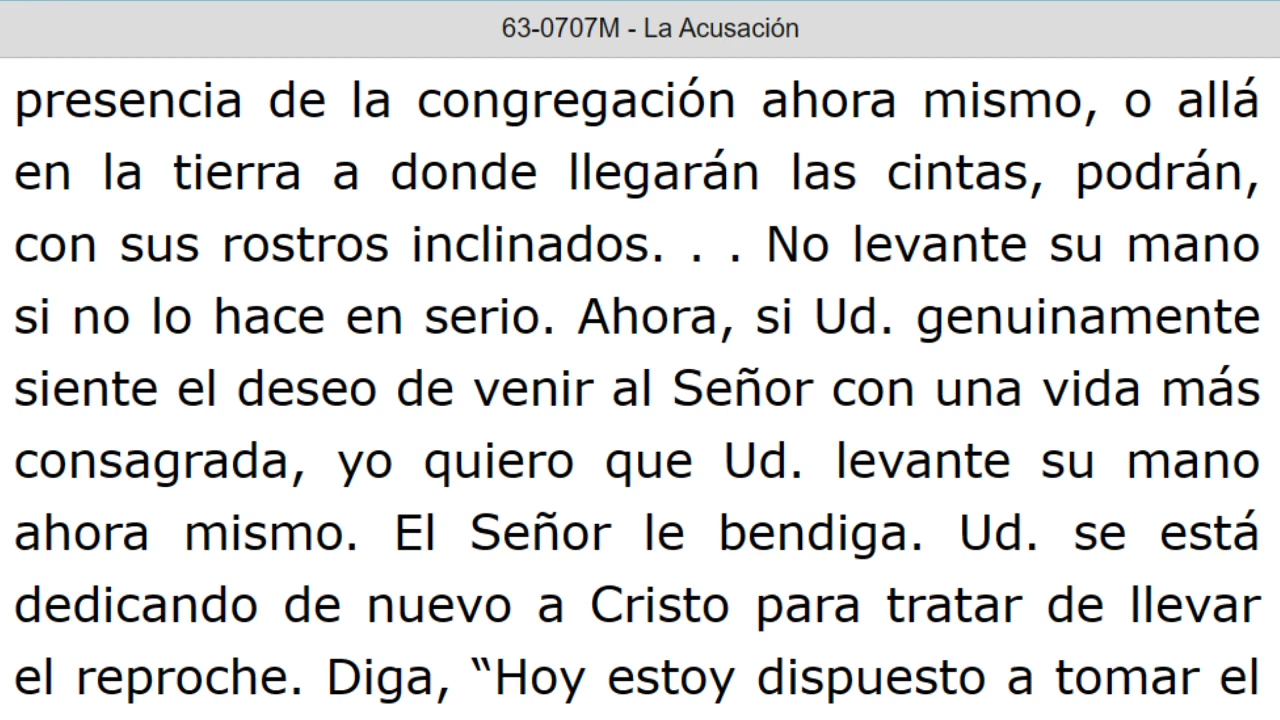 63-0707M - La Acusación
presencia de la congregación ahora mismo, o allá
en la tierra a donde llegarán las cintas, podrán,
con sus rostros inclinados. . . No levante su mano
si no lo hace en serio. Ahora, si Ud. genuinamente
siente el deseo de venir al Señor con una vida más
consagrada, yo quiero que Ud. levante su mano
ahora mismo. El Señor le bendiga. Ud. se está
dedicando de nuevo a Cristo para tratar de llevar
el reproche. Diga, “Hoy estoy dispuesto a tomar el